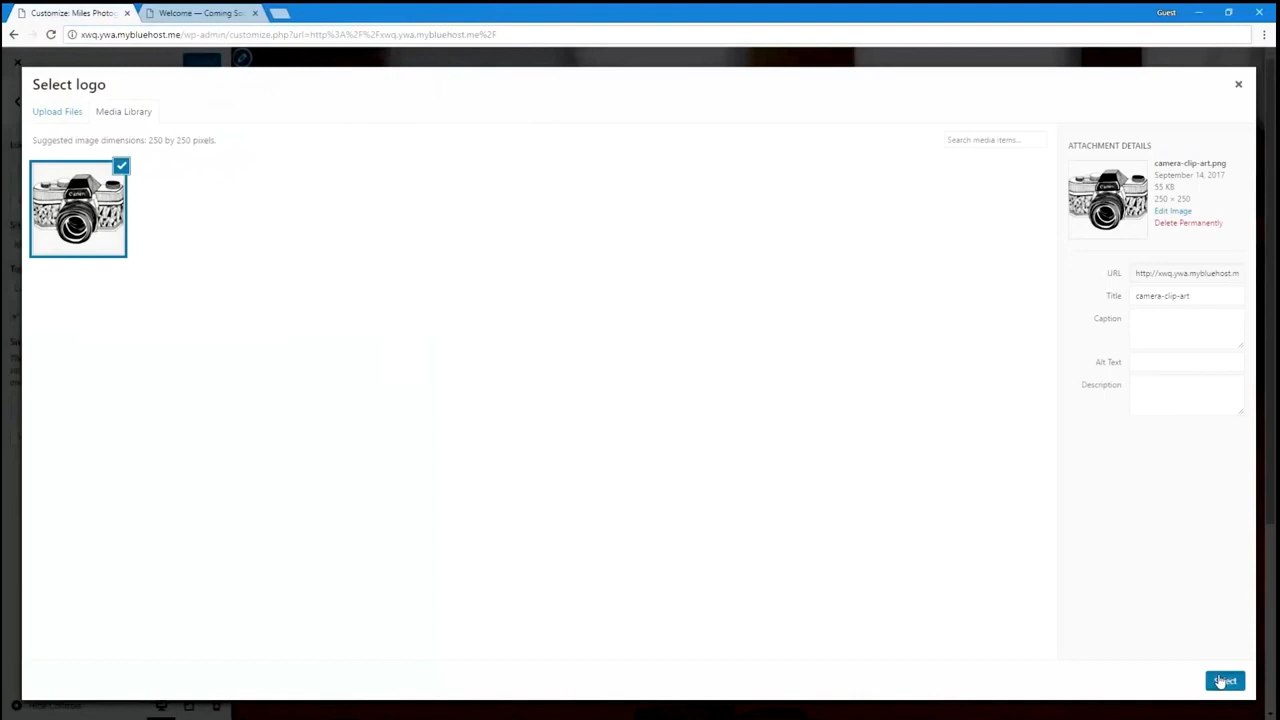 Customize: Miles Photog
Welcome — Coming So
Guest
xwq.ywa.mybluehost.me/wp-admin/customize.php?url=http%3A%2F%2Fxwq.ywa.mybluehost.me%2F
Select logo
Upload Files
Media Library
Suggested image dimensions: 250 by 250 pixels.
Search media items...
Canon
ATTACHMENT DETAILS
camera-clip-art.png
September 14, 2017
55 KB
250 × 250
Edit Image
Delete Permanently
URL
http://xwq.ywa.mybluehost.m
Title
camera-clip-art
Caption
Alt Text
Description
Select